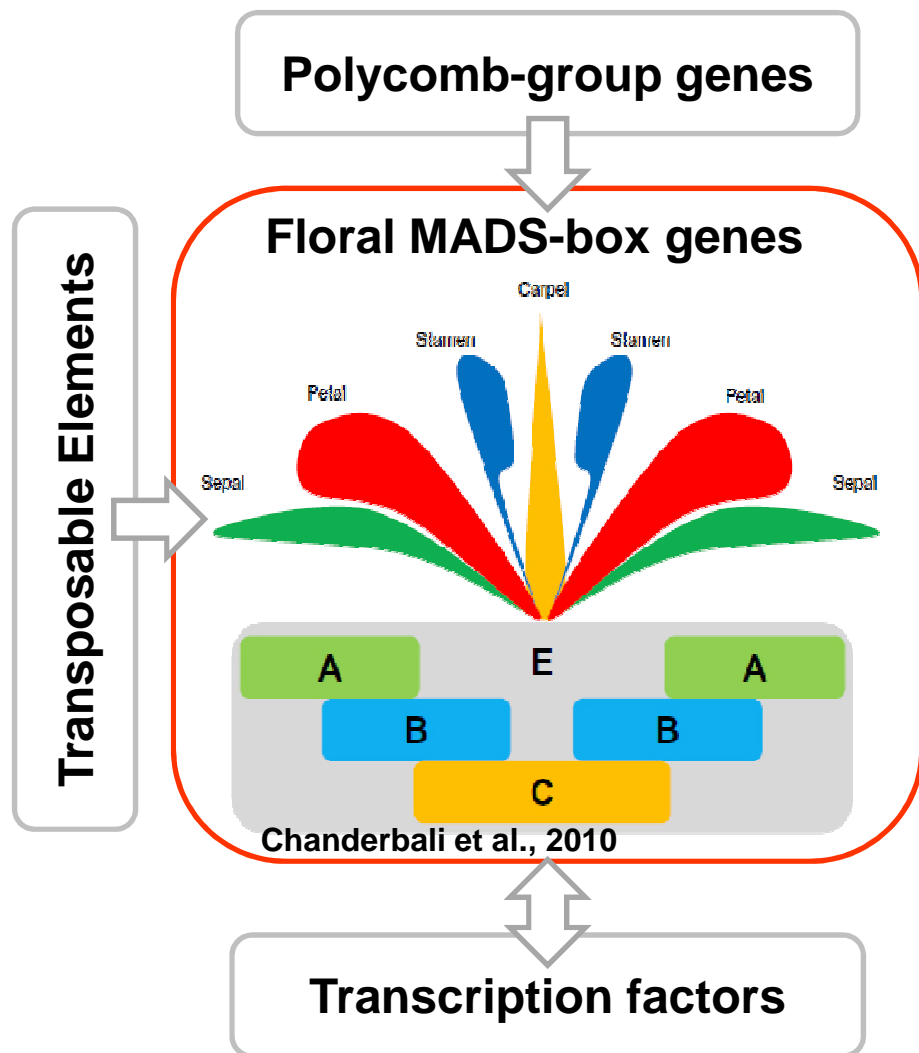 Polycomb-group genes
Transposable Elements
Floral MADS-box genes
Carpel
Stamen Stamen
Petal Petal
Sepal Sepal
A E A
B B
C
Chanderbali et al., 2010
Transcription factors